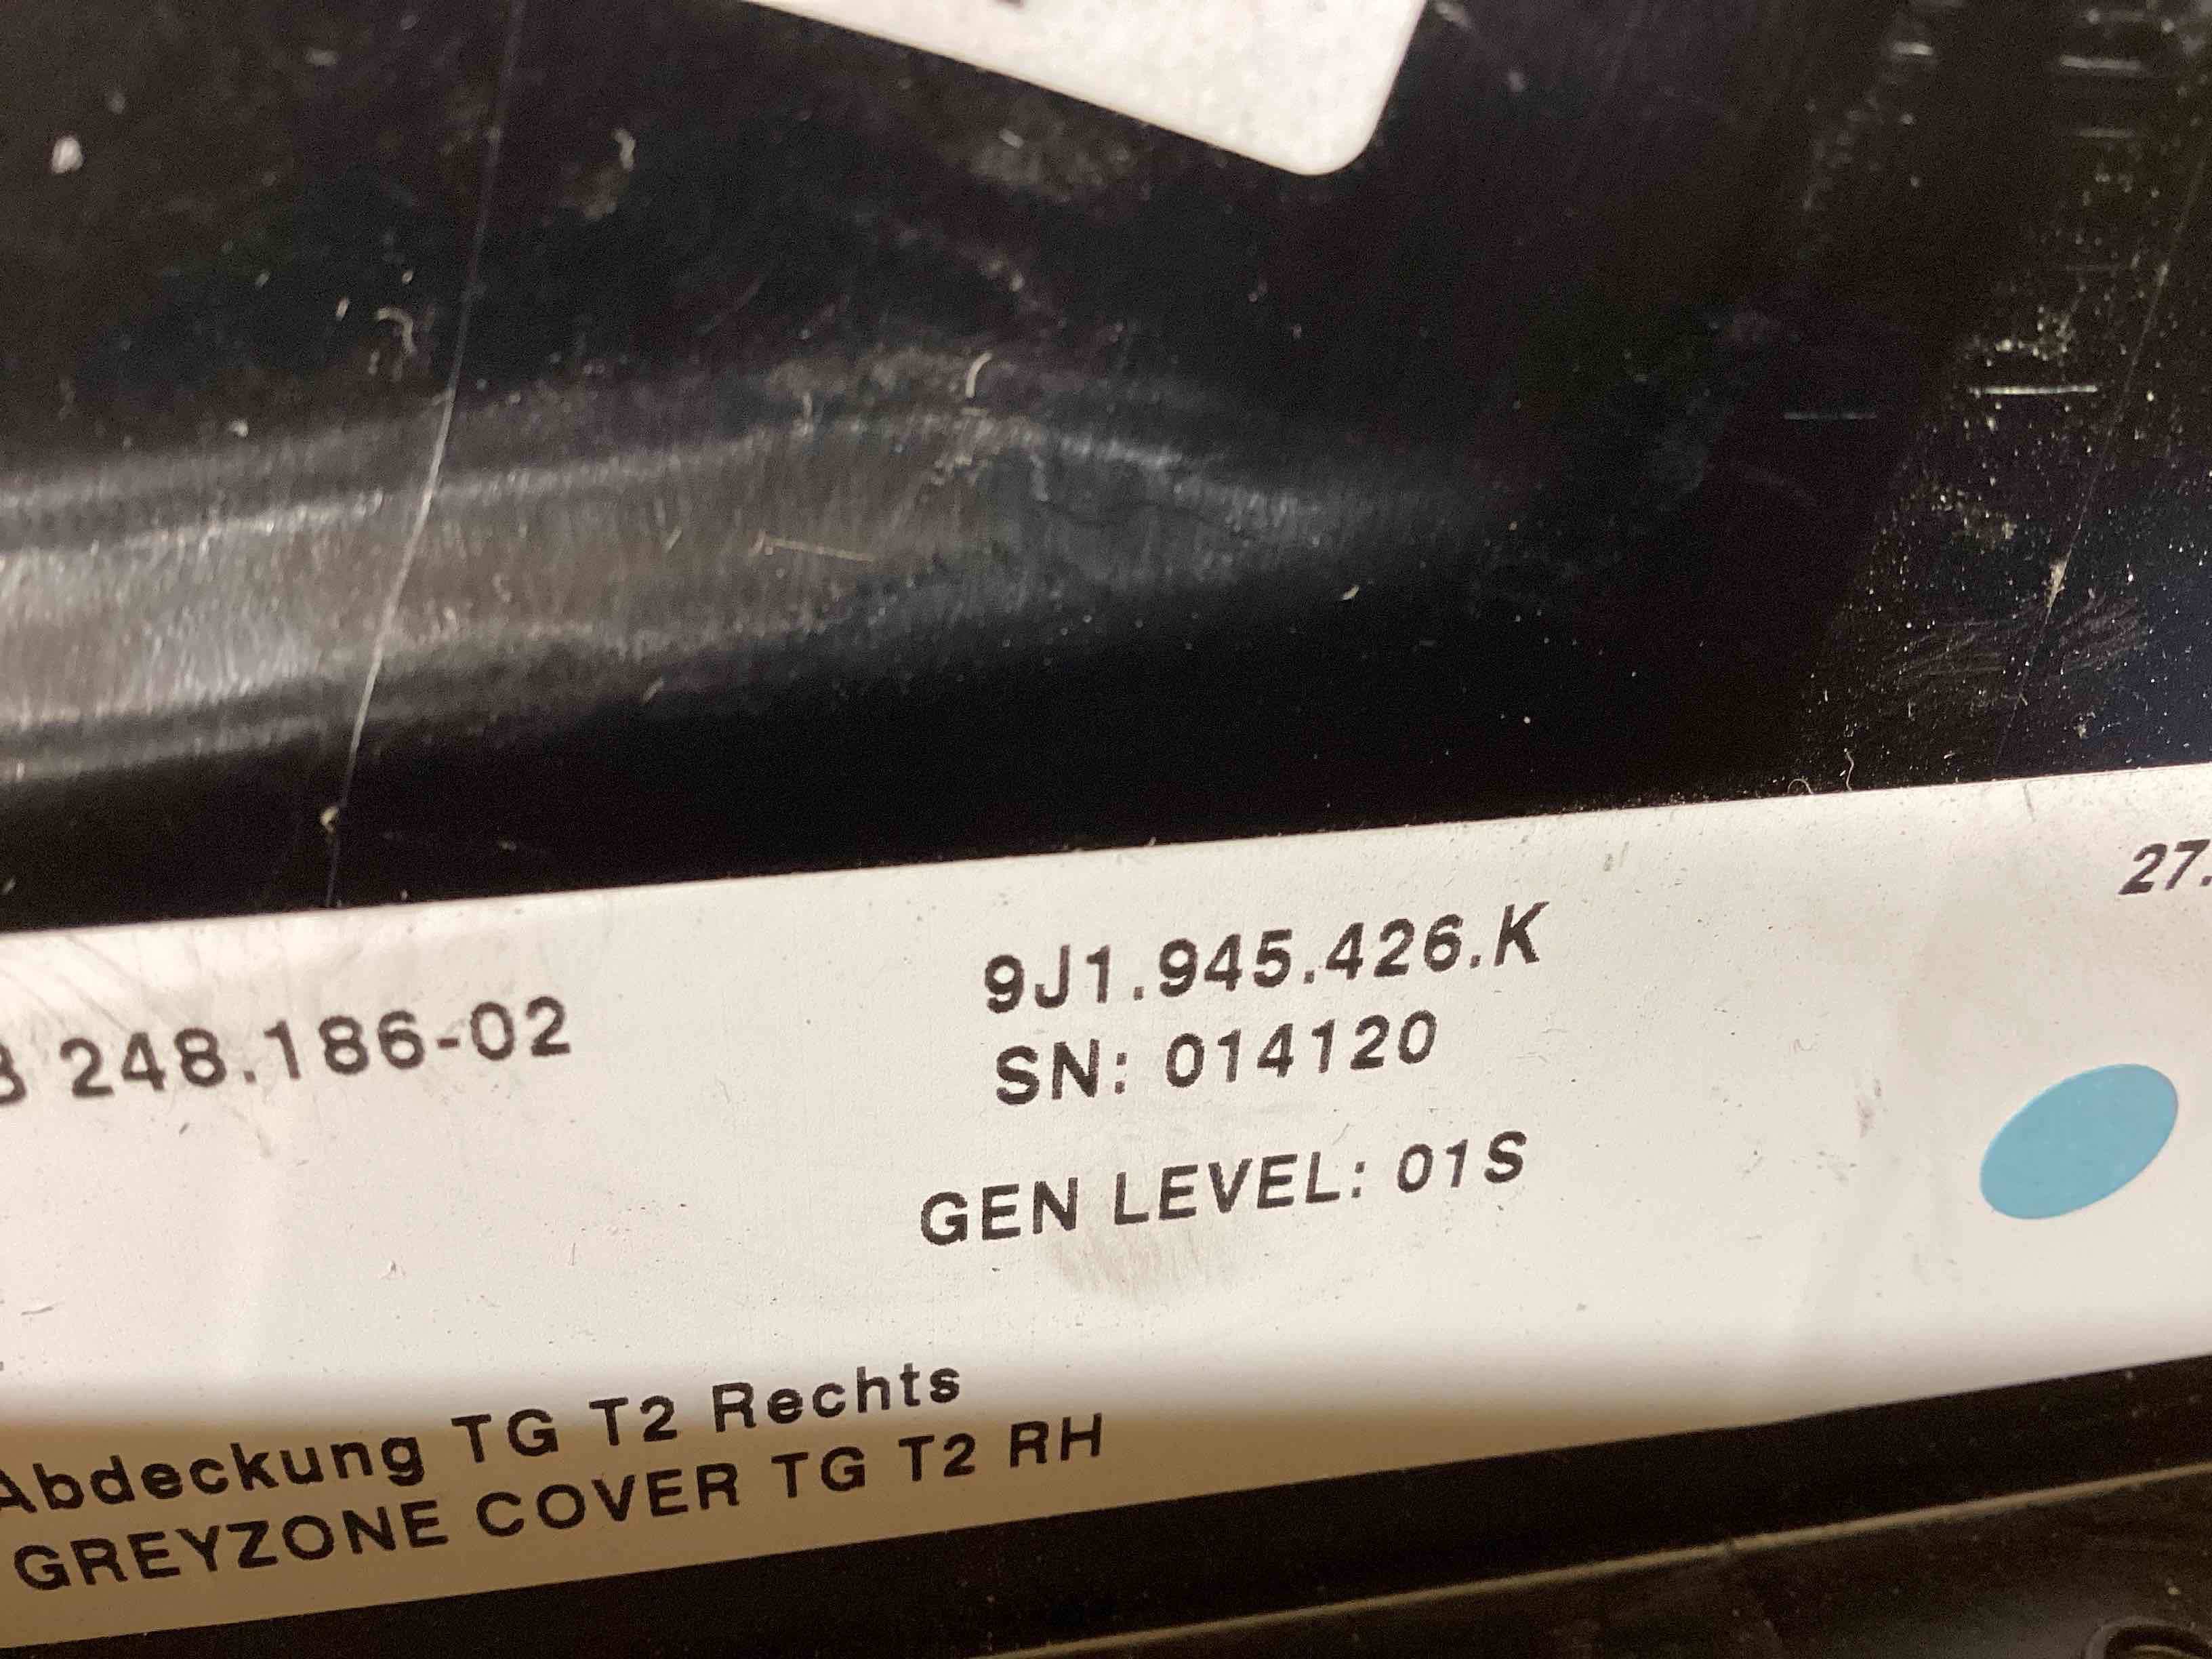 27.
9J1.945.426.K
248.186-02
SN: 014120
GEN LEVEL: 01S
Abdeckung TG T2 Rechts
GREYZONE COVER TG T2 RH